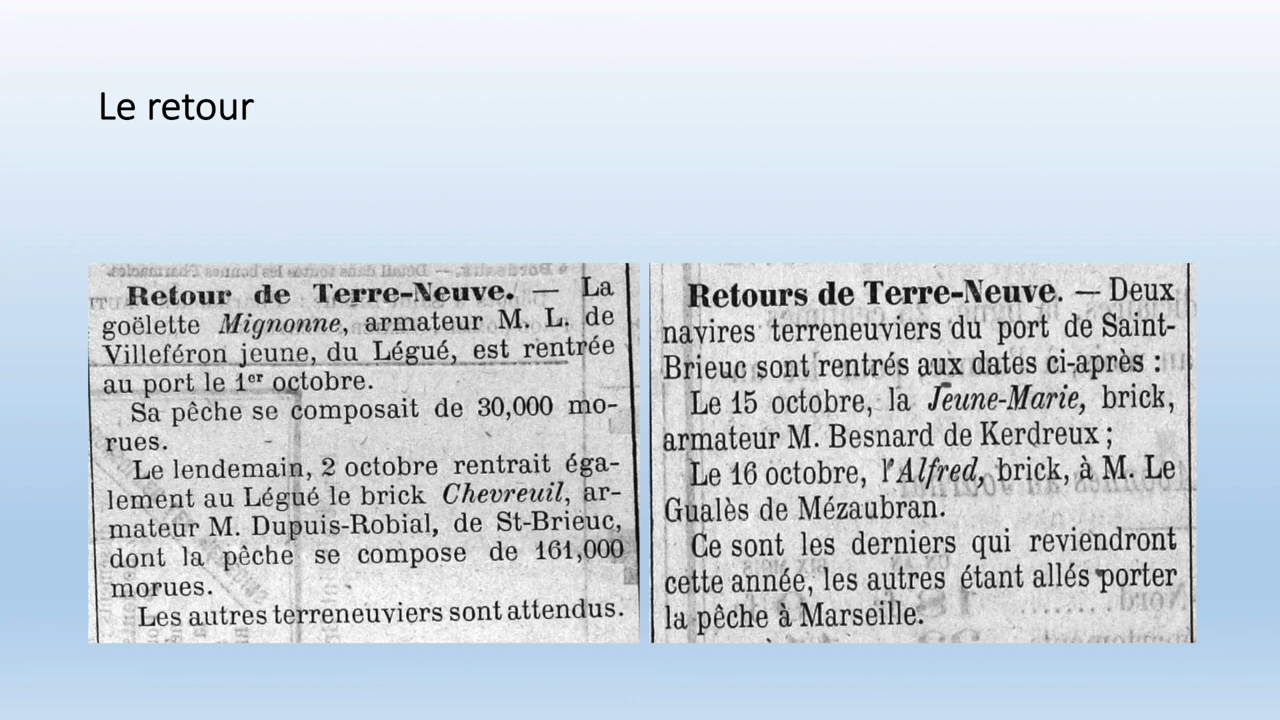 Le retour
Retour de Terre-Neuve. — La
goëlette Mignonne, armateur M. L. de
Villeféron jeune, du Légué, est rentrée
au port le 1er octobre.
Sa pêche se composait de 30,000 mo-
rues.
Le lendemain, 2 octobre rentrait éga-
lement au Légué le brick Chevreuil, ar-
mateur M. Dupuis-Robial, de St-Brieuc,
dont la pêche se compose de 161,000
morues.
Les autres terreneuviers sont attendus.
Retours de Terre-Neuve. — Deux
navires terreneuviers du port de Saint-
Brieuc sont rentrés aux dates ci-après :
Le 15 octobre, la Jeune-Marie, brick,
armateur M. Besnard de Kerdreux ;
Le 16 octobre, l'Alfred, brick, à M. Le
Gualès de Mézaubran.
Ce sont les derniers qui reviendront
cette année, les autres étant allés porter
la pêche à Marseille.